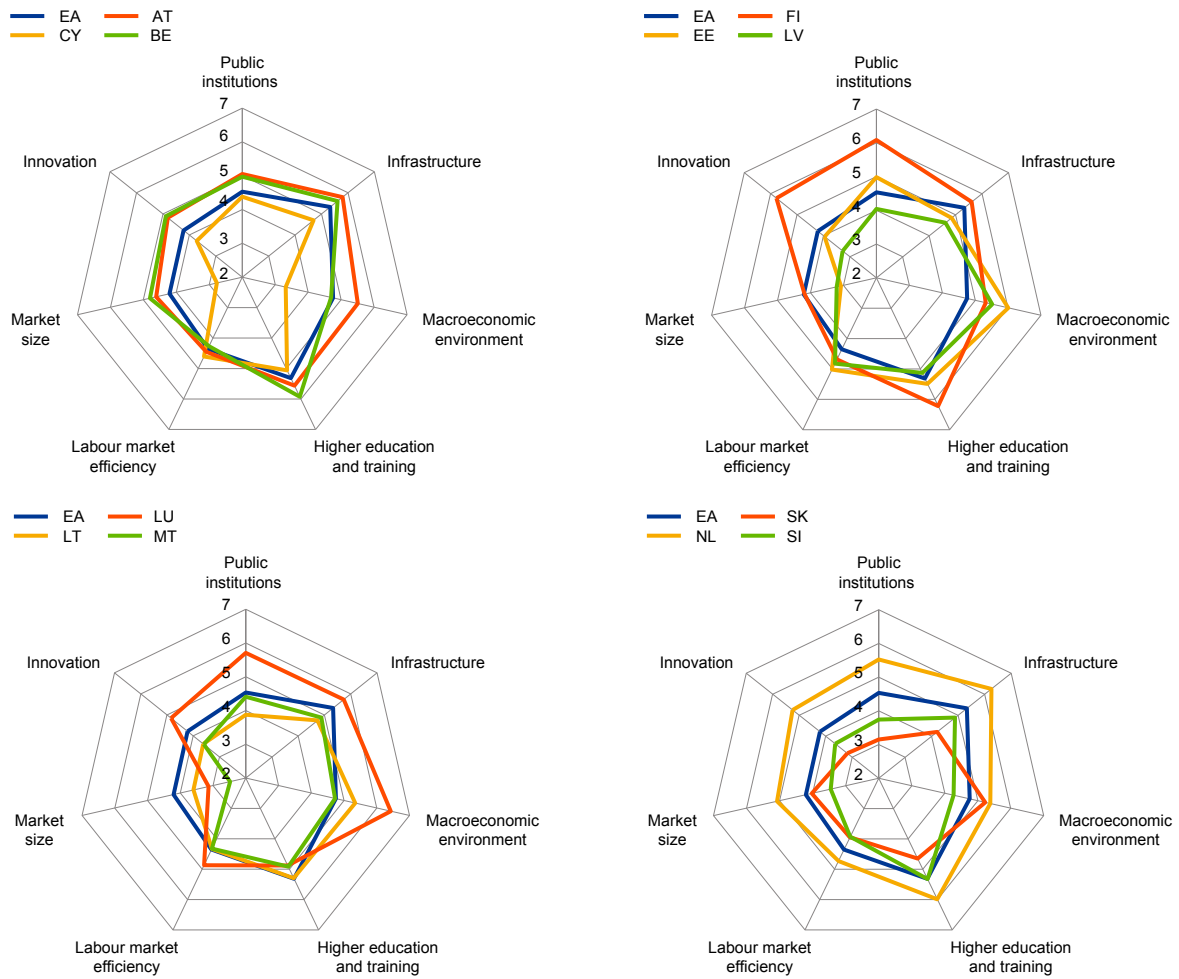 EA AT
CY BE
Public
institutions
7
6
5
4
3
2
Innovation
Infrastructure
Market
size
Macroeconomic
environment
Labour market
efficiency
Higher education
and training
EA FI
EE LV
Public
institutions
7
6
5
4
3
2
Innovation
Infrastructure
Market
size
Macroeconomic
environment
Labour market
efficiency
Higher education
and training
EA LU
LT MT
Public
institutions
7
6
5
4
3
2
Innovation
Infrastructure
Market
size
Macroeconomic
environment
Labour market
efficiency
Higher education
and training
EA SK
NL SI
Public
institutions
7
6
5
4
3
2
Innovation
Infrastructure
Market
size
Macroeconomic
environment
Labour market
efficiency
Higher education
and training